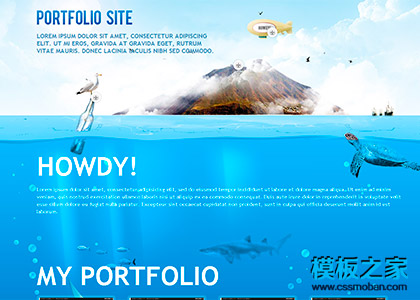 PORTFOLIO SITE
LOREM IPSUM DOLOR SIT AMET, CONSECTETUR ADIPISCING
ELIT. FUSCE EU DUI NUNC, A GRAVIDA EROS. EGET, RUTRUM
VITAE MAURIS. DONEC IACULIS NIBH SED COMMODO.
HOWDY!
HOWDY!
Lorem ipsum dolor sit amet, consectetur adipisicing elit, sed do eiusmod tempor incididunt ut labore et dolore magna aliqua. Ut enim ad minim veniam,
quis nostrud exercitation ullamco laboris nisi ut aliquip ex ea commodo consequat. Duis aute irure dolor in reprehenderit in voluptate
velit esse cillum dolore eu fugiat nulla pariatur. Excepteur sint occaecat cupidatat non proident, sunt in culpa qui officia deserunt mollit anim id
est laborum.
MY PORTFOLIO
模板之家
www.cssmoban.com